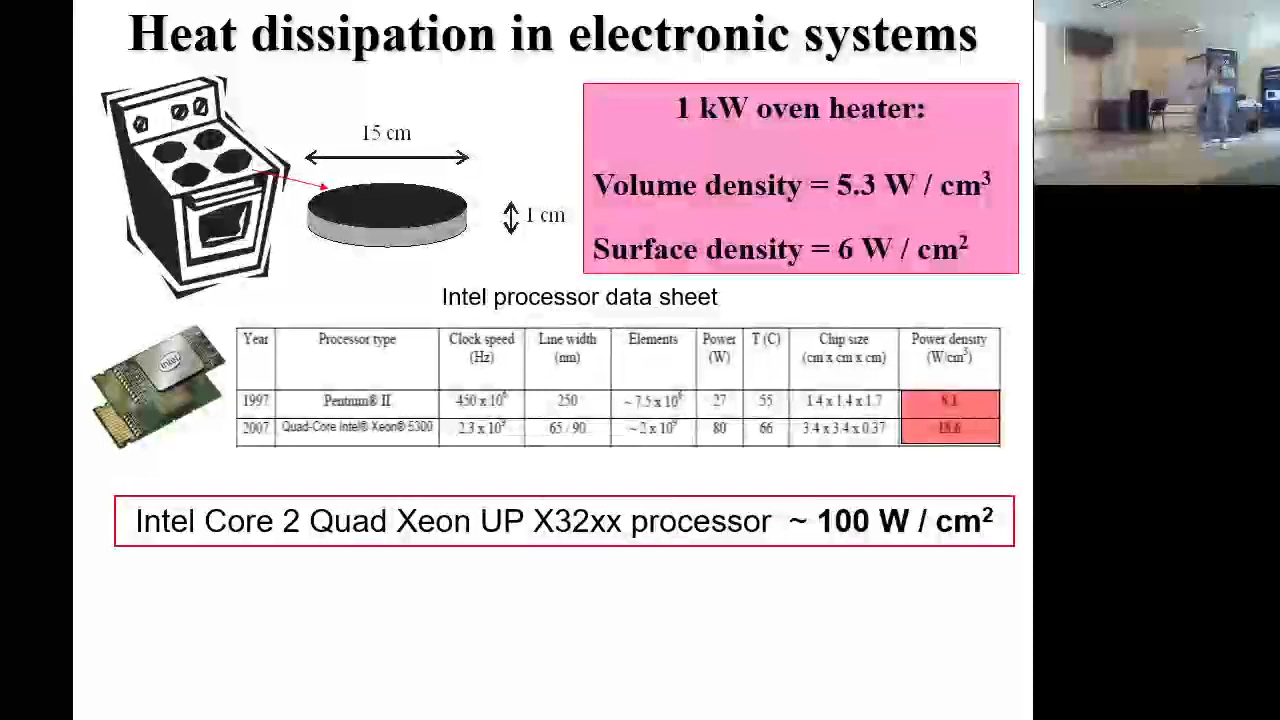 Heat dissipation in electronic systems
15 cm
1 cm
1 kW oven heater:
Volume density = 5.3 W / cm³
Surface density = 6 W / cm²
Intel processor data sheet
intel
Year Processor type Clock speed (Hz) Line width (nm) Elements Power (W) T (C) Chip size (cm x cm x cm) Power density (W/cm³)
1997 Pentium® II 450 x 10⁶ 250 ~ 7.5 x 10⁶ 27 55 1.4 x 1.4 x 1.7 8.1
2007 Quad-Core Intel® Xeon® 5300 2.3 x 10⁹ 65 / 90 ~ 2 x 10⁹ 80 66 3.4 x 3.4 x 0.37 18.6
Intel Core 2 Quad Xeon UP X32xx processor ~ 100 W / cm²